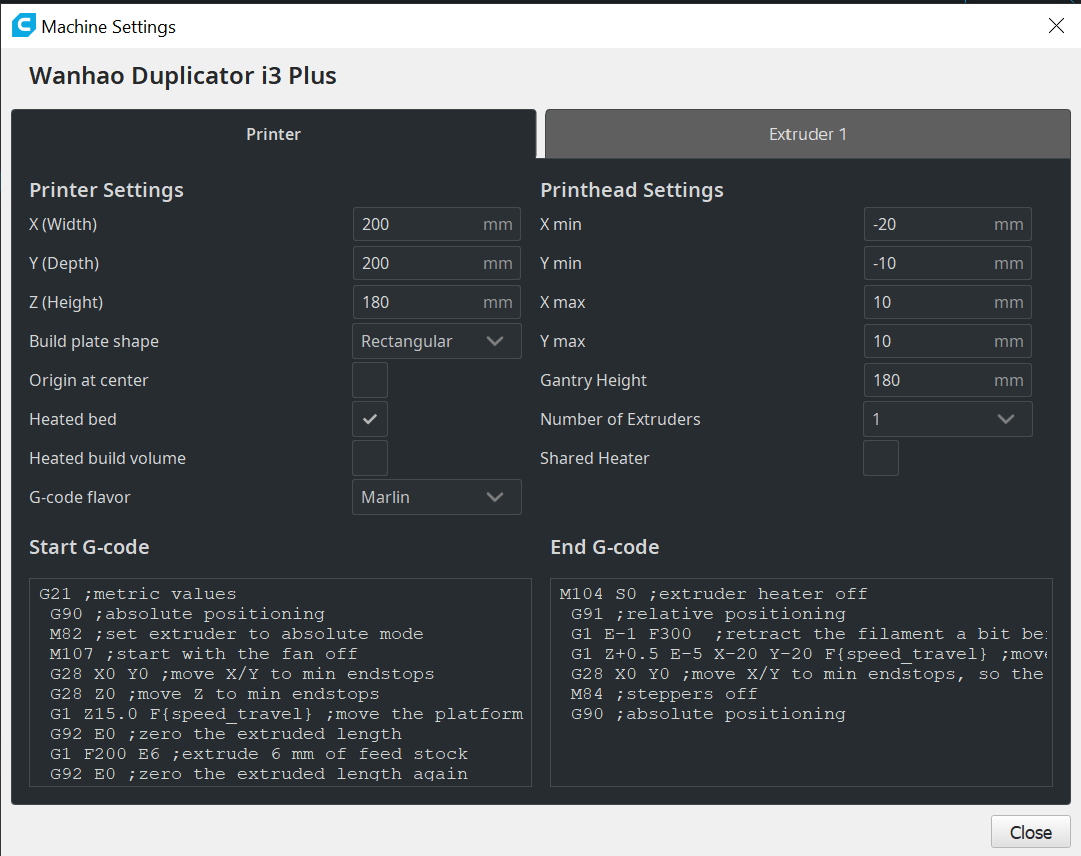 Machine Settings
Wanhao Duplicator i3 Plus
Printer
Extruder 1
Printer Settings
X (Width) 200 mm
Y (Depth) 200 mm
Z (Height) 180 mm
Build plate shape Rectangular
Origin at center
Heated bed
Heated build volume
G-code flavor Marlin
Printhead Settings
X min -20 mm
Y min -10 mm
X max 10 mm
Y max 10 mm
Gantry Height 180 mm
Number of Extruders 1
Shared Heater
Start G-code
G21 ;metric values
G90 ;absolute positioning
M82 ;set extruder to absolute mode
M107 ;start with the fan off
G28 X0 Y0 ;move X/Y to min endstops
G28 Z0 ;move Z to min endstops
G1 Z15.0 F{speed_travel} ;move the platform
G92 E0 ;zero the extruded length
G1 F200 E6 ;extrude 6 mm of feed stock
G92 E0 ;zero the extruded length again
End G-code
M104 S0 ;extruder heater off
G91 ;relative positioning
G1 E-1 F300  ;retract the filament a bit
G1 Z+0.5 E-5 X-20 Y-20 F{speed_travel} ;mov
G28 X0 Y0 ;move X/Y to min endstops, so the
M84 ;steppers off
G90 ;absolute positioning
Close